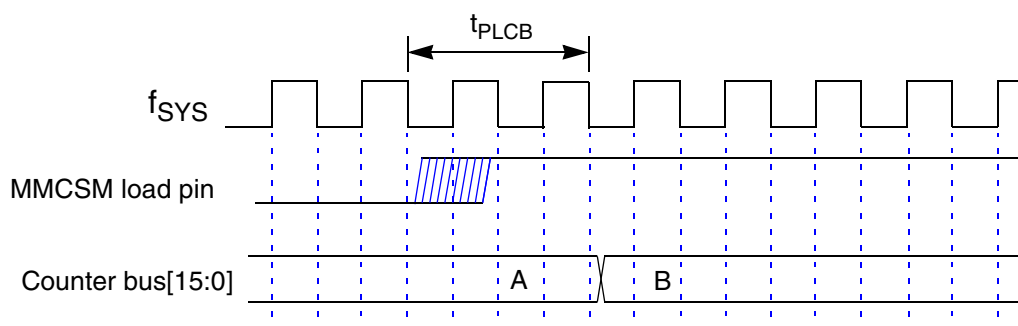 tPLCB
fSYS
MMCSM load pin
Counter bus[15:0]
A
B